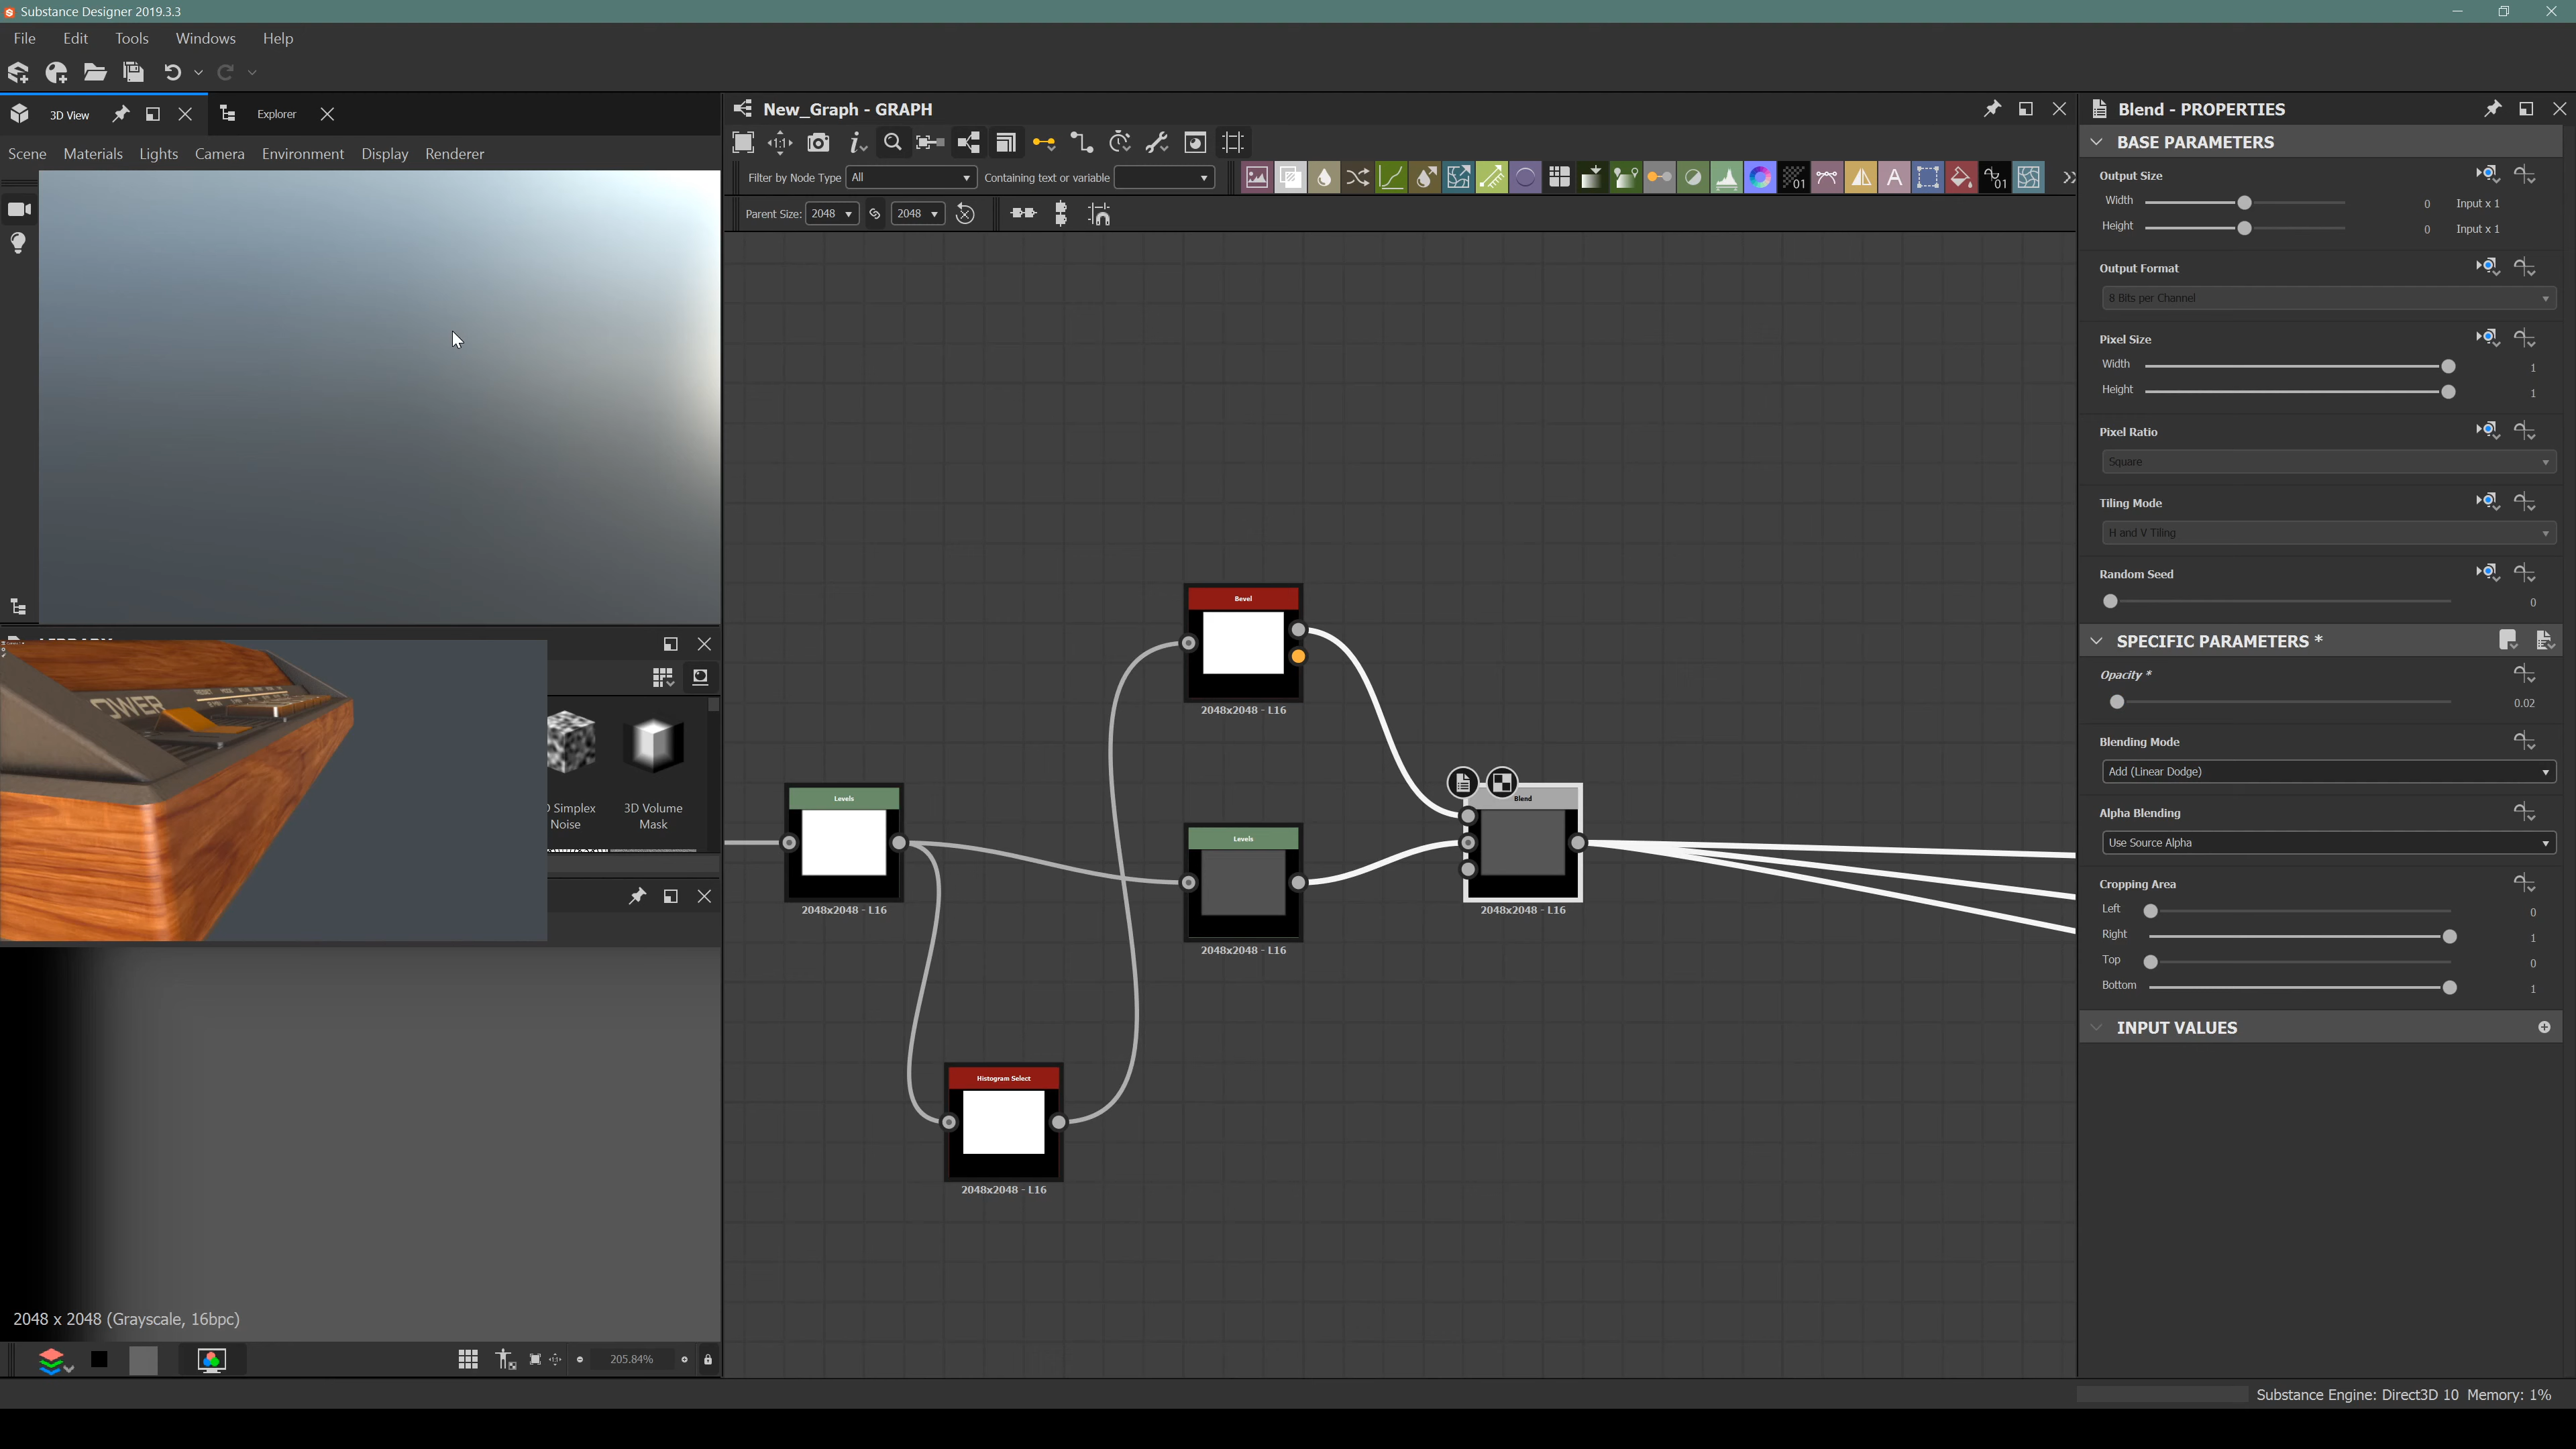 Substance Designer 2019.3.3
File Edit Tools Windows Help
3D View
Explorer
New_Graph - GRAPH
Blend - PROPERTIES
Scene Materials Lights Camera Environment Display Renderer
Filter by Node Type All Containing text or variable
Parent Size: 2048 2048
BASE PARAMETERS
Output Size
Width 0 Input x 1
Height 0 Input x 1
Output Format
8 Bits per Channel
Pixel Size
Width 1
Height 1
Pixel Ratio
Square
Tiling Mode
H and V Tiling
Random Seed
0
SPECIFIC PARAMETERS *
Opacity *
0.02
Blending Mode
Add (Linear Dodge)
Alpha Blending
Use Source Alpha
Cropping Area
Left 0
Right 1
Top 0
Bottom 1
INPUT VALUES
Bevel
2048x2048 - L16
Levels
2048x2048 - L16
Levels
2048x2048 - L16
Blend
2048x2048 - L16
Histogram Select
2048x2048 - L16
OWER
RESET
Simplex
Noise
3D Volume
Mask
2048 x 2048 (Grayscale, 16bpc)
205.84%
Substance Engine: Direct3D 10 Memory: 1%